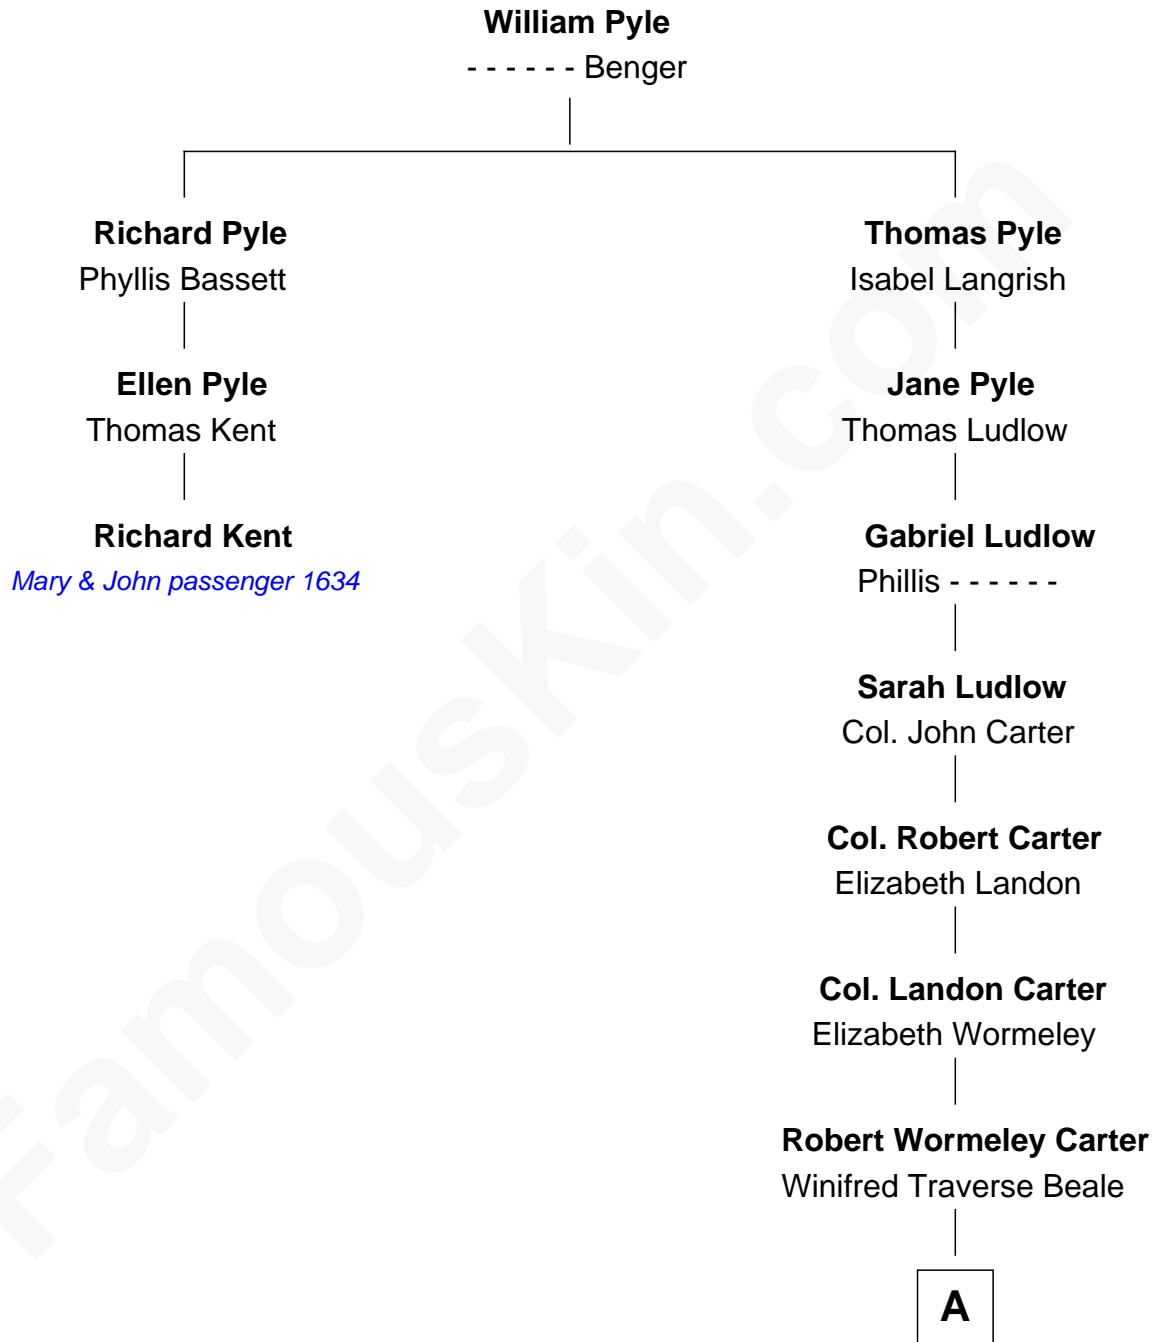 William Pyle
- - - - - - Benger
Richard Pyle
Phyllis Bassett
Thomas Pyle
Isabel Langrish
Ellen Pyle
Thomas Kent
Jane Pyle
Thomas Ludlow
Richard Kent
Mary & John passenger 1634
Gabriel Ludlow
Phillis - - - - - -
Sarah Ludlow
Col. John Carter
Col. Robert Carter
Elizabeth Landon
Col. Landon Carter
Elizabeth Wormeley
Robert Wormeley Carter
Winifred Traverse Beale
A
FamousKin.com